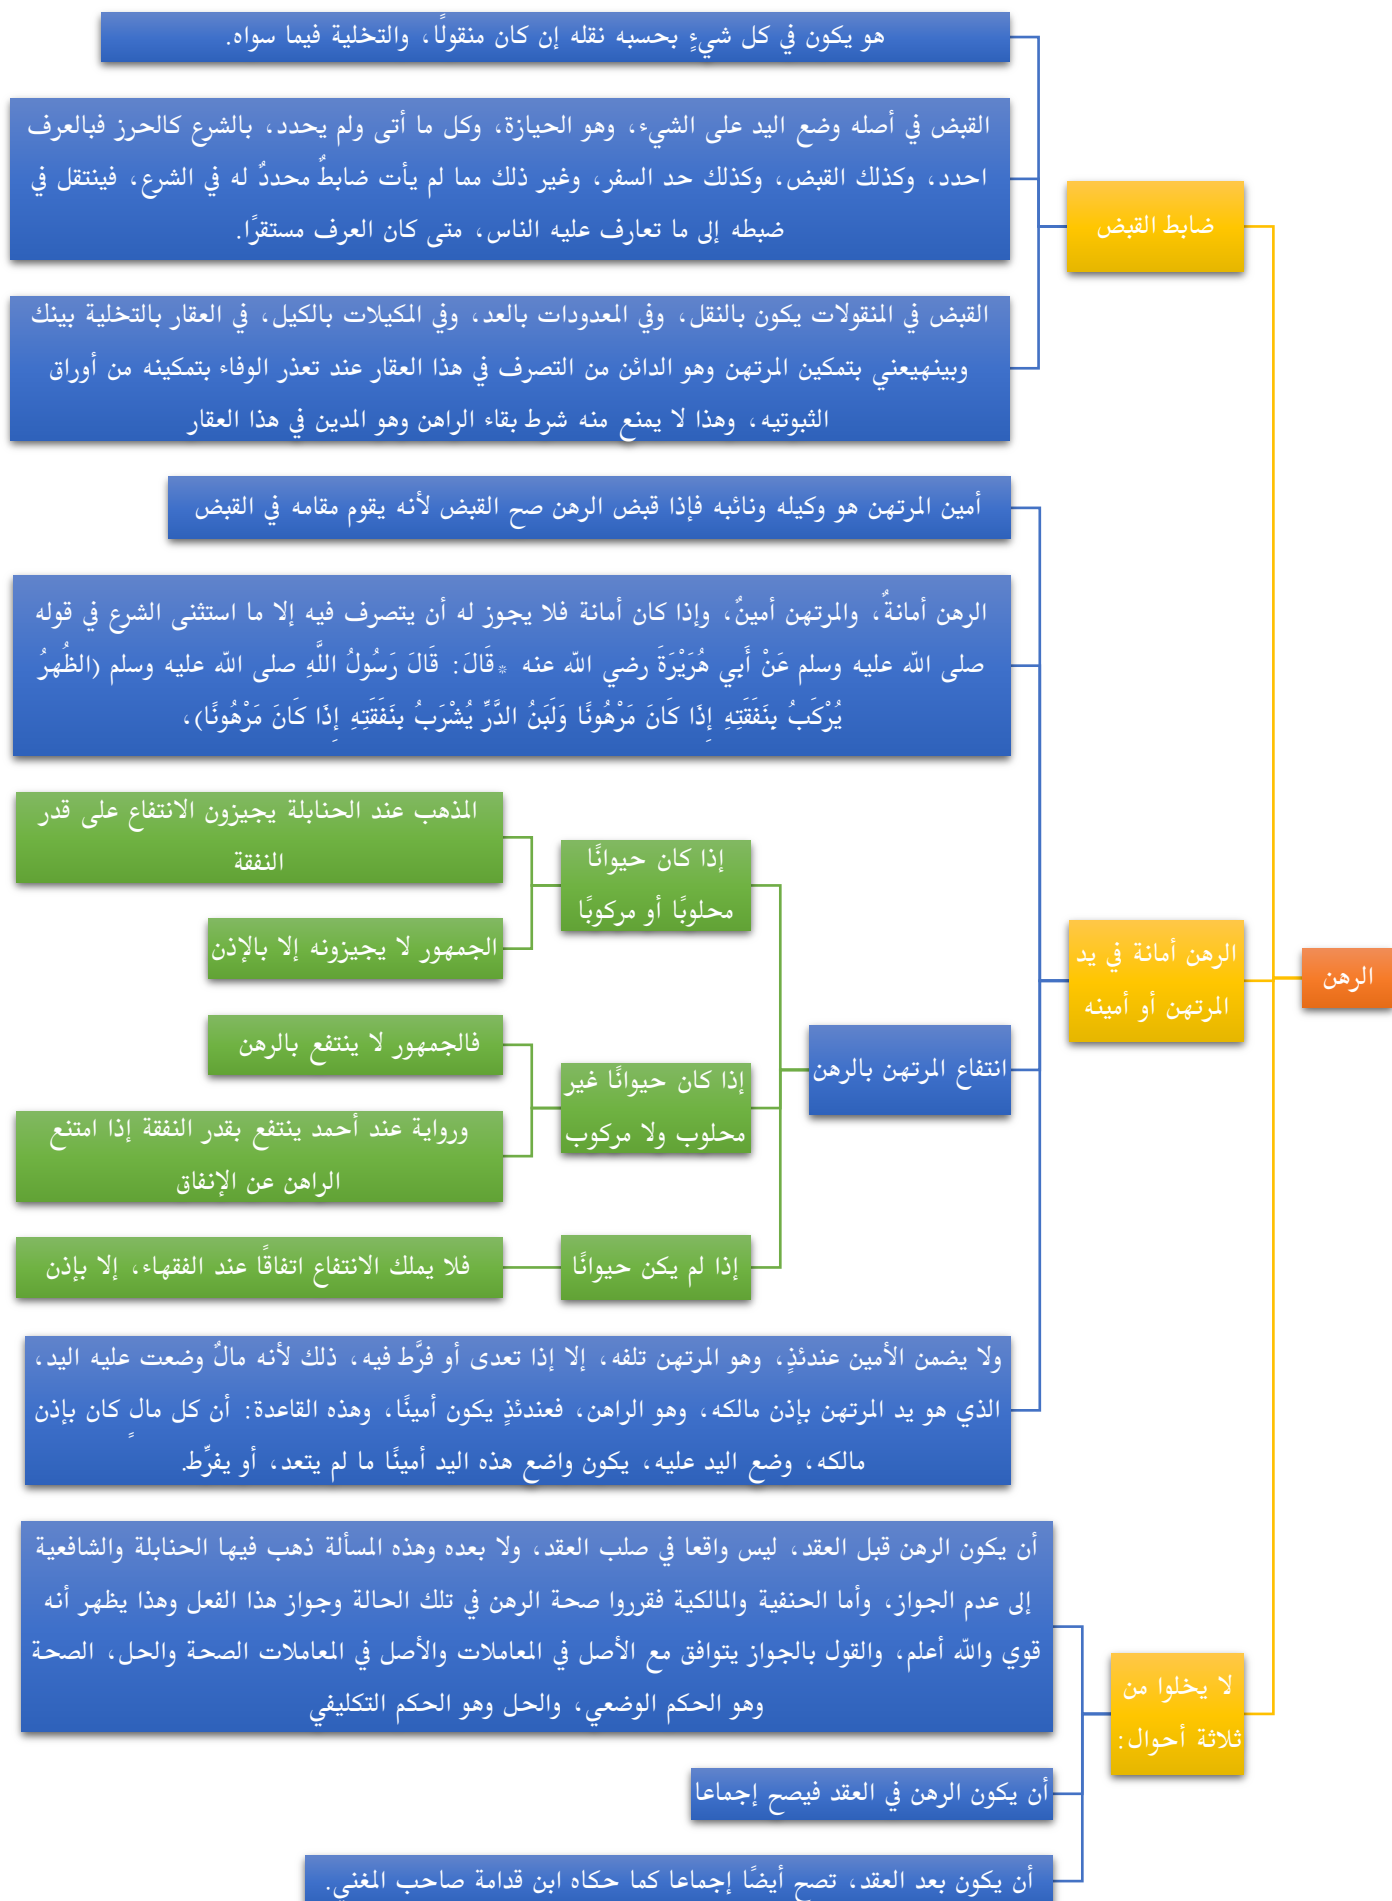 الرهن
ضابط القبض
هو يكون في كل شيءٍ بحسبه نقله إن كان منقولًا، والتخلية فيما سواه.
القبض في أصله وضع اليد على الشيء، وهو الحيازة، وكل ما أتى ولم يحدد، بالشرع كالحرز فبالعرف
احدد، وكذلك القبض، وكذلك حد السفر، وغير ذلك مما لم يأت ضابطٌ محددٌ له في الشرع، فينتقل في
ضبطه إلى ما تعارف عليه الناس، متى كان العرف مستقرًا.
القبض في المنقولات يكون بالنقل، وفي المعدودات بالعد، وفي المكيلات بالكيل، في العقار بالتخلية بينك
وبينهيعني بتمكين المرتهن وهو الدائن من التصرف في هذا العقار عند تعذر الوفاء بتمكينه من أوراق
الثبوتيه، وهذا لا يمنع منه شرط بقاء الراهن وهو المدين في هذا العقار
الرهن أمانة في يد
المرتهن أو أمينه
أمين المرتهن هو وكيله ونائبه فإذا قبض الرهن صح القبض لأنه يقوم مقامه في القبض
الرهن أمانةٌ، والمرتهن أمينٌ، وإذا كان أمانة فلا يجوز له أن يتصرف فيه إلا ما استثنى الشرع في قوله
صلى الله عليه وسلم عَنْ أَبِي هُرَيْرَةَ رضي الله عنه *قَالَ: قَالَ رَسُولُ اللَّهِ صلى الله عليه وسلم (الظُهرُ
يُرْكَبُ بِنَفَقَتِهِ إِذَا كَانَ مَرْهُونًا وَلَبَنُ الدَّرِّ يُشْرَبُ بِنَفَقَتِهِ إِذَا كَانَ مَرْهُونًا)،
انتفاع المرتهن بالرهن
إذا كان حيوانًا
محلوبًا أو مركوبًا
المذهب عند الحنابلة يجيزون الانتفاع على قدر
النفقة
الجمهور لا يجيزونه إلا بالإذن
إذا كان حيوانًا غير
محلوب ولا مركوب
فالجمهور لا ينتفع بالرهن
ورواية عند أحمد ينتفع بقدر النفقة إذا امتنع
الراهن عن الإنفاق
إذا لم يكن حيوانًا
فلا يملك الانتفاع اتفاقًا عند الفقهاء، إلا بإذن
ولا يضمن الأمين عندئذٍ، وهو المرتهن تلفه، إلا إذا تعدى أو فرَّط فيه، ذلك لأنه مالٌ وضعت عليه اليد،
الذي هو يد المرتهن بإذن مالكه، وهو الراهن، فعندئذٍ يكون أمينًا، وهذه القاعدة: أن كل مالٍ كان بإذن
مالكه، وضع اليد عليه، يكون واضع هذه اليد أمينًا ما لم يتعد، أو يفرِّط.
لا يخلوا من
ثلاثة أحوال:
أن يكون الرهن قبل العقد، ليس واقعا في صلب العقد، ولا بعده وهذه المسألة ذهب فيها الحنابلة والشافعية
إلى عدم الجواز، وأما الحنفية والمالكية فقرروا صحة الرهن في تلك الحالة وجواز هذا الفعل وهذا يظهر أنه
قوي والله أعلم، والقول بالجواز يتوافق مع الأصل في المعاملات والأصل في المعاملات الصحة والحل، الصحة
وهو الحكم الوضعي، والحل وهو الحكم التكليفي
أن يكون الرهن في العقد فيصح إجماعا
أن يكون بعد العقد، تصح أيضًا إجماعا كما حكاه ابن قدامة صاحب المغني.